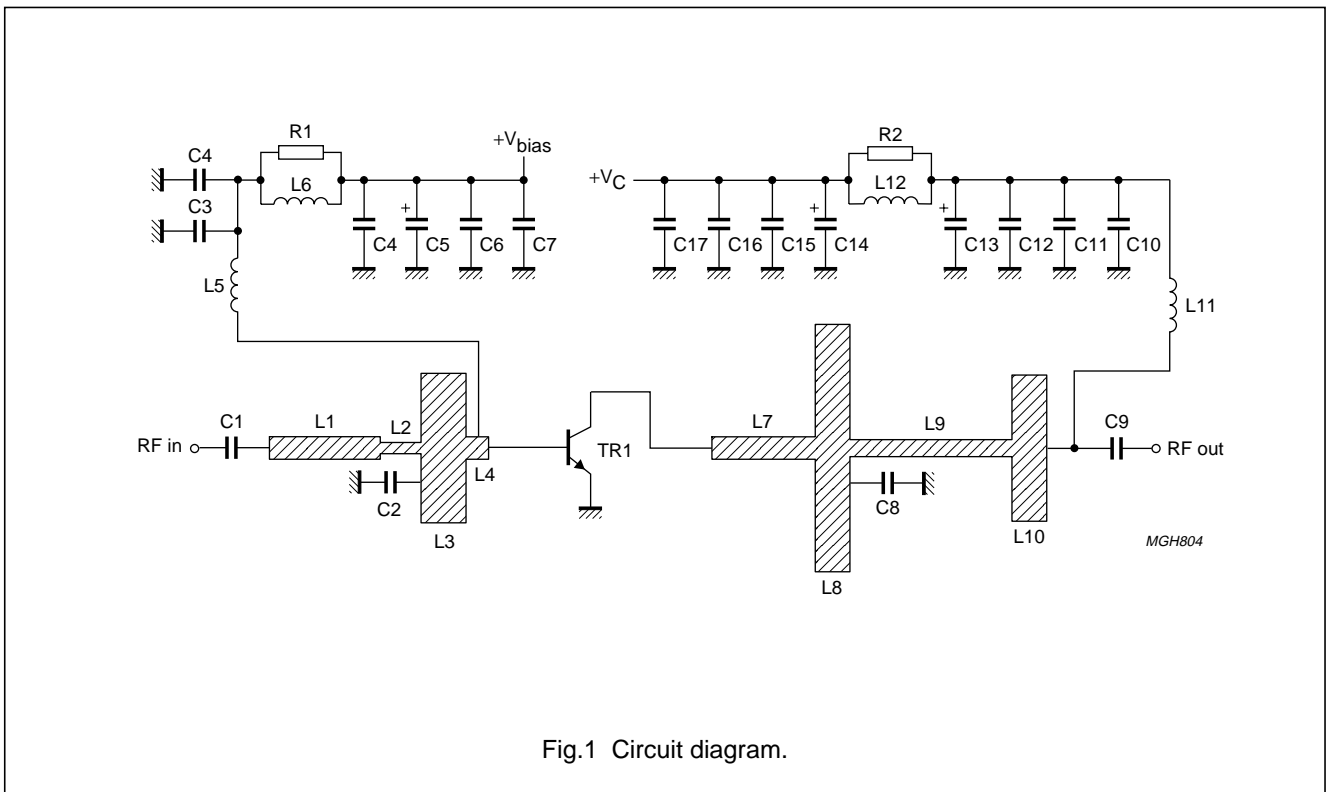 R1
+Vbias
R2
C4
L6
+VC
L12
C3
+
+
+
C4
C5
C6
C7
C17
C16
C15
C14
C13
C12
C11
C10
L5
L11
C1
L1
L2
L7
L9
C9
RF in
TR1
RF out
L4
C2
C8
L3
L10
MGH804
L8
Fig.1 Circuit diagram.